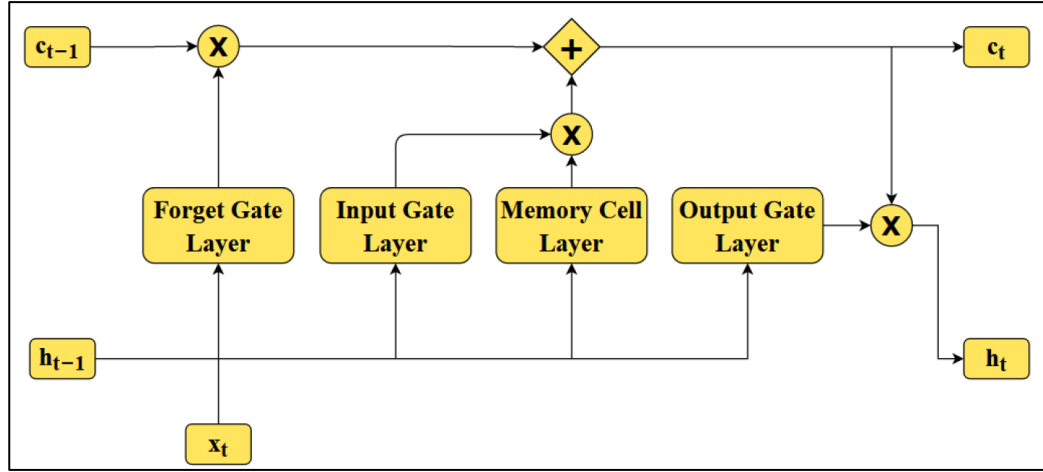 c_{t−1}
X
+
c_t
X
Forget Gate
Layer
Input Gate
Layer
Memory Cell
Layer
Output Gate
Layer
X
h_{t−1}
h_t
x_t